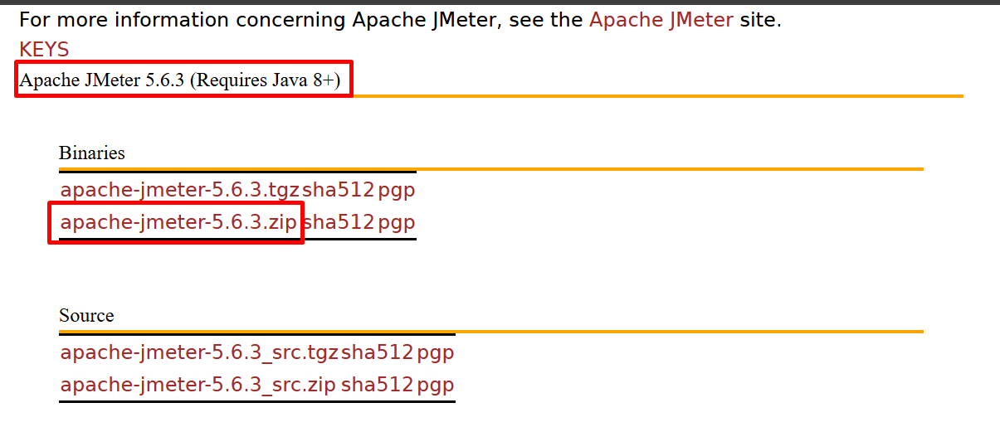 For more information concerning Apache JMeter, see the Apache JMeter site.
KEYS
Apache JMeter 5.6.3 (Requires Java 8+)
Binaries
apache-jmeter-5.6.3.tgz sha512 pgp
apache-jmeter-5.6.3.zip sha512 pgp
Source
apache-jmeter-5.6.3_src.tgz sha512 pgp
apache-jmeter-5.6.3_src.zip sha512 pgp